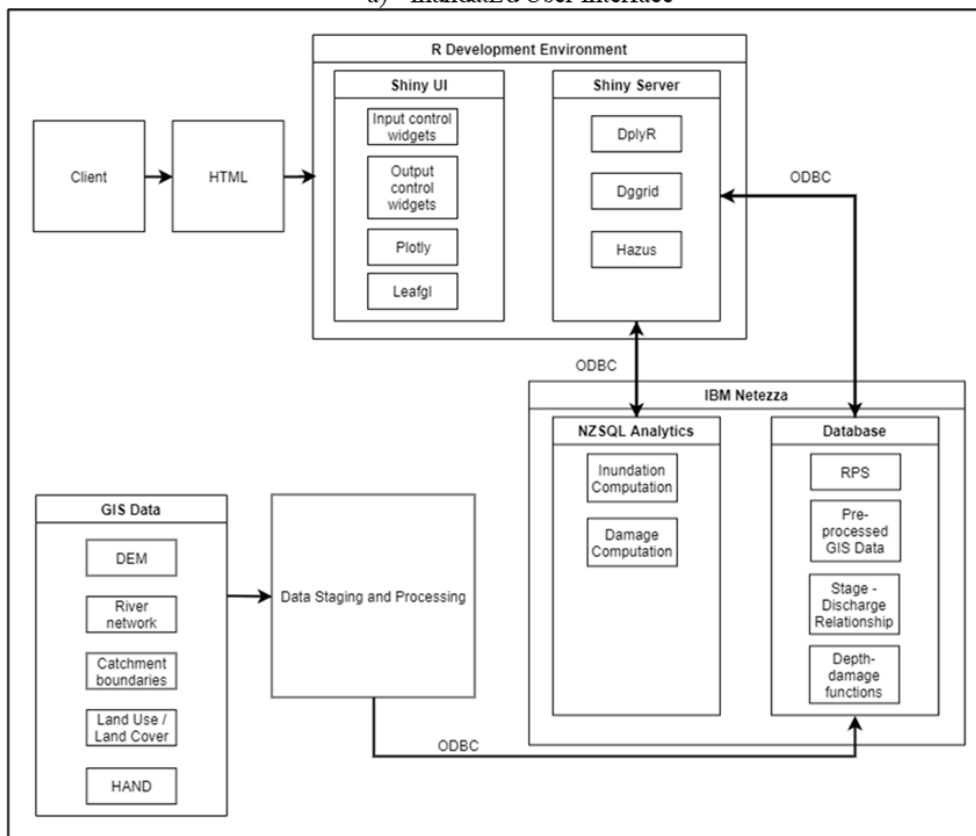 R Development Environment
Shiny UI
Input control
widgets
Output
control
widgets
Plotly
Leafgl
Shiny Server
DplyR
Dggrid
Hazus
Client
HTML
ODBC
ODBC
IBM Netezza
NZSQL Analytics
Inundation
Computation
Damage
Computation
Database
RPS
Pre-
processed
GIS Data
Stage -
Discharge
Relationship
Depth-
damage
functions
GIS Data
DEM
River
network
Catchment
boundaries
Land Use /
Land Cover
HAND
Data Staging and Processing
ODBC